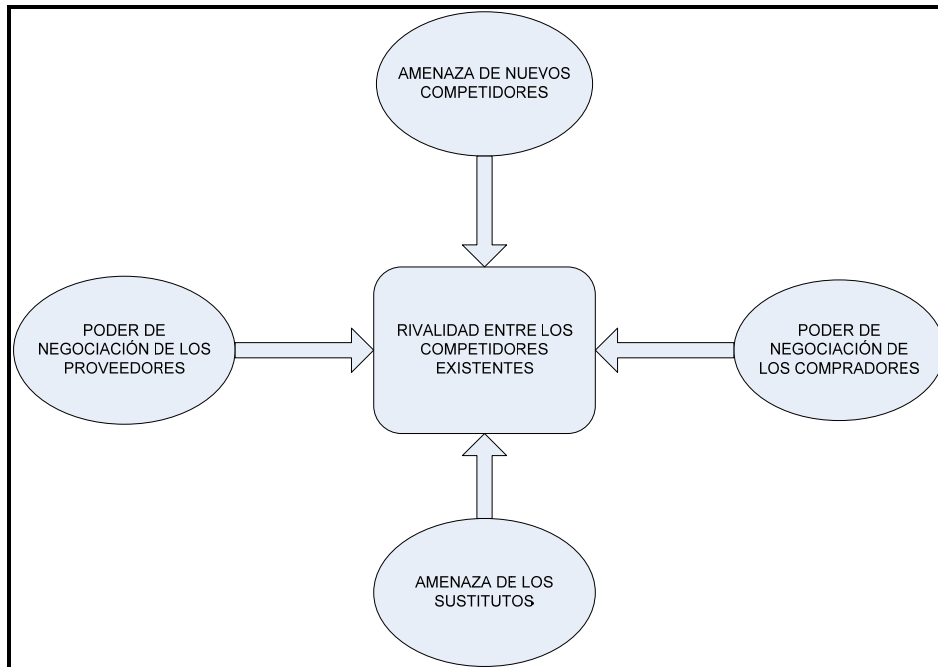 AMENAZA DE NUEVOS
COMPETIDORES
PODER DE
NEGOCIACIÓN DE LOS
PROVEEDORES
RIVALIDAD ENTRE LOS
COMPETIDORES
EXISTENTES
PODER DE
NEGOCIACIÓN DE
LOS COMPRADORES
AMENAZA DE LOS
SUSTITUTOS